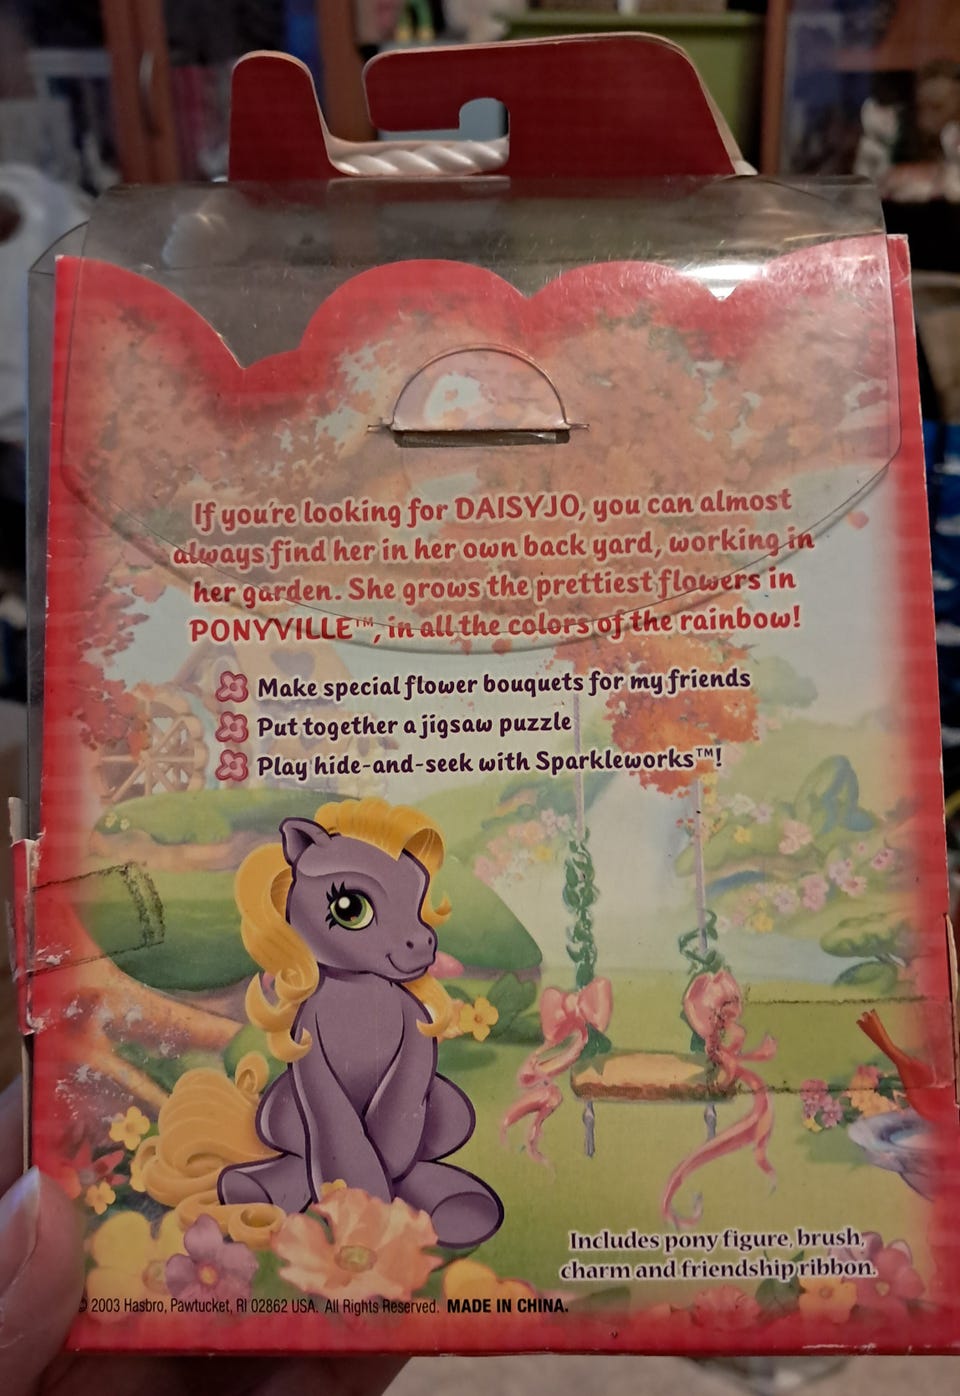 If you're looking for DAISYJO, you can almost
always find her in her own back yard, working in
her garden. She grows the prettiest flowers in
PONYVILLE™, in all the colors of the rainbow!
Make special flower bouquets for my friends
Put together a jigsaw puzzle
Play hide-and-seek with Sparkleworks™!
Includes pony figure, brush,
charm and friendship ribbon.
© 2003 Hasbro, Pawtucket, RI 02862 USA. All Rights Reserved. MADE IN CHINA.